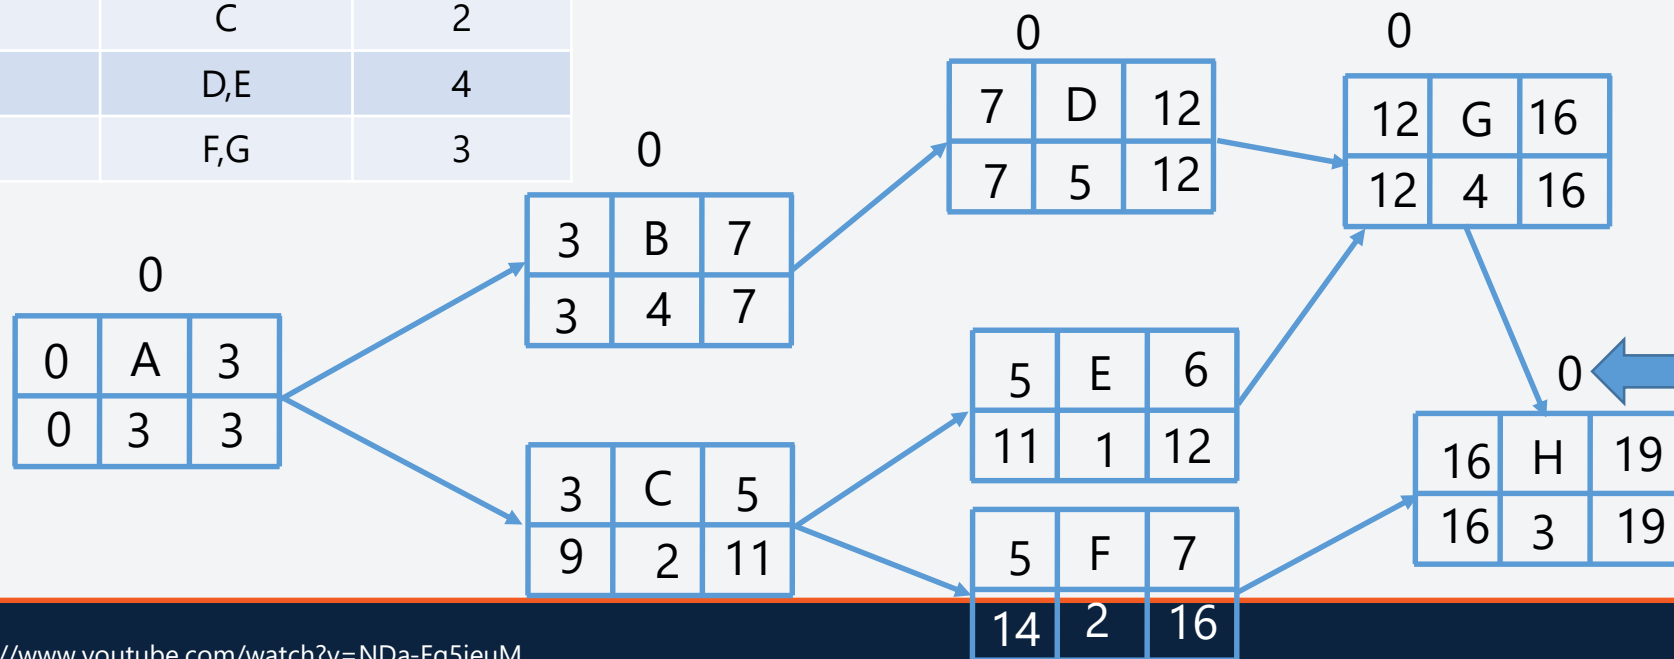 C 2
D,E 4
F,G 3
0
0 A 3
0 3 3
0
3 B 7
3 4 7
3 C 5
9 2 11
0
7 D 12
7 5 12
5 E 6
11 1 12
5 F 7
14 2 16
0
12 G 16
12 4 16
0
16 H 19
16 3 19